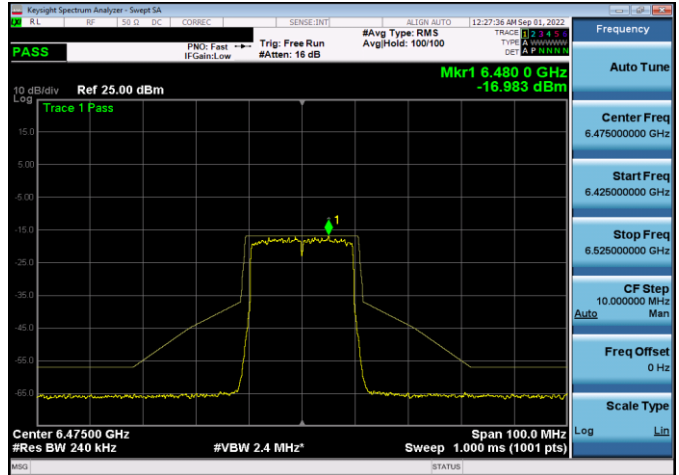 Keysight Spectrum Analyzer - Swept SA
RL RF 50 Ω DC CORREC SENSE:INT ALIGN AUTO 12:27:36 AM Sep 01, 2022
PASS
PNO: Fast
IFGain:Low
Trig: Free Run
#Atten: 16 dB
#Avg Type: RMS
Avg|Hold: 100/100
TRACE 1 2 3 4 5 6
TYPE A WWWWW
DET A P N N N N
Mkr1 6.480 0 GHz
-16.983 dBm
10 dB/div Ref 25.00 dBm
Log
Trace 1 Pass
15.0
5.00
-5.00
-15.0
-25.0
-35.0
-45.0
-55.0
-65.0
1
Center 6.47500 GHz
#Res BW 240 kHz
#VBW 2.4 MHz*
Span 100.0 MHz
Sweep 1.000 ms (1001 pts)
MSG
STATUS
Frequency
Auto Tune
Center Freq
6.475000000 GHz
Start Freq
6.425000000 GHz
Stop Freq
6.525000000 GHz
CF Step
10.000000 MHz
Auto Man
Freq Offset
0 Hz
Scale Type
Log Lin